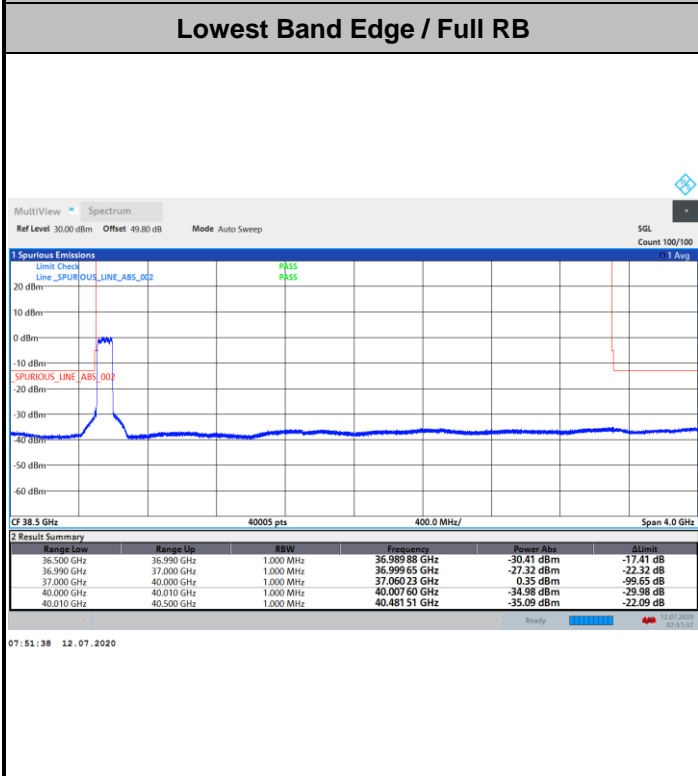 Lowest Band Edge / Full RB
MultiView Spectrum
Ref Level 30.00 dBm Offset 49.80 dB Mode Auto Sweep SGL
Count 100/100
1 Spurious Emissions 1 Avg
Limit Check PASS
Line _SPURIOUS_LINE_ABS_002 PASS
20 dBm
10 dBm
0 dBm
-10 dBm
_SPURIOUS_LINE_ABS_002
-20 dBm
-30 dBm
-40 dBm
-50 dBm
-60 dBm
CF 38.5 GHz 40005 pts 400.0 MHz/ Span 4.0 GHz
2 Result Summary
Range Low Range Up RBW Frequency Power Abs ΔLimit
36.500 GHz 36.990 GHz 1.000 MHz 36.989 88 GHz -30.41 dBm -17.41 dB
36.990 GHz 37.000 GHz 1.000 MHz 36.999 65 GHz -27.32 dBm -22.32 dB
37.000 GHz 40.000 GHz 1.000 MHz 37.060 23 GHz 0.35 dBm -99.65 dB
40.000 GHz 40.010 GHz 1.000 MHz 40.007 60 GHz -34.98 dBm -29.98 dB
40.010 GHz 40.500 GHz 1.000 MHz 40.481 51 GHz -35.09 dBm -22.09 dB
Ready 12.07.2020
07:51:37
07:51:38 12.07.2020